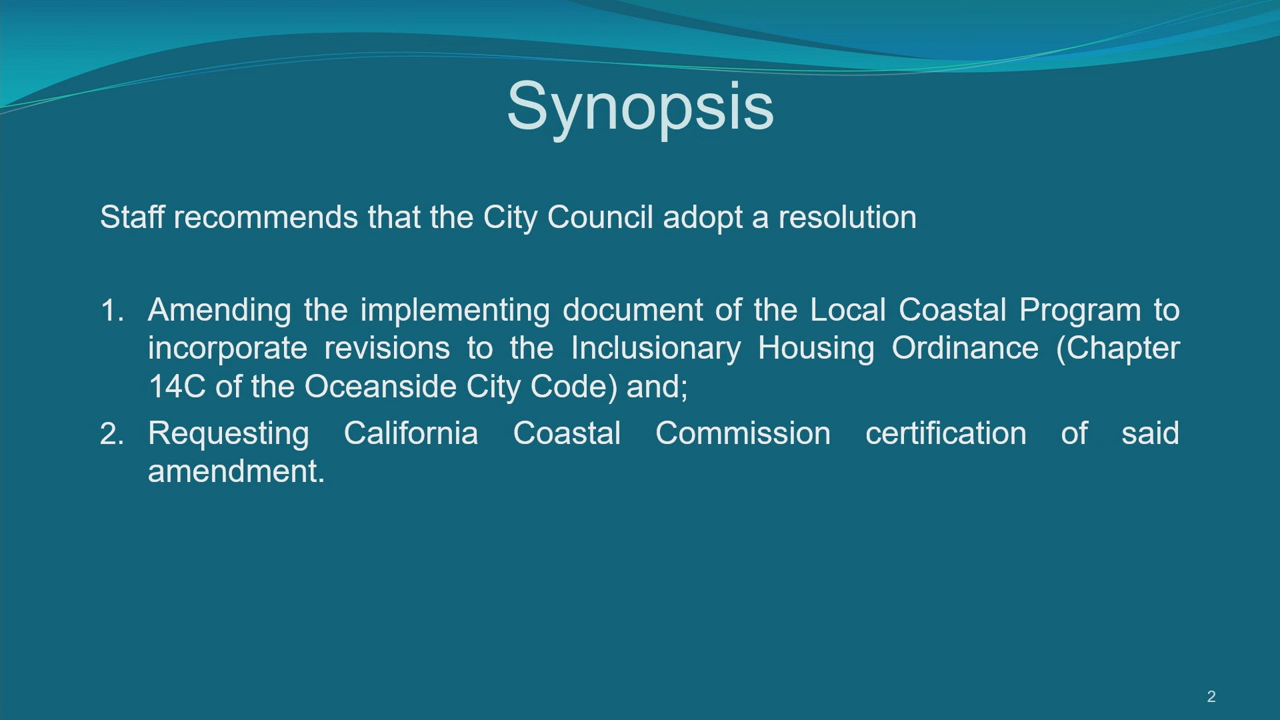 Synopsis
Staff recommends that the City Council adopt a resolution
1. Amending the implementing document of the Local Coastal Program to
incorporate revisions to the Inclusionary Housing Ordinance (Chapter
14C of the Oceanside City Code) and;
2. Requesting California Coastal Commission certification of said
amendment.
2